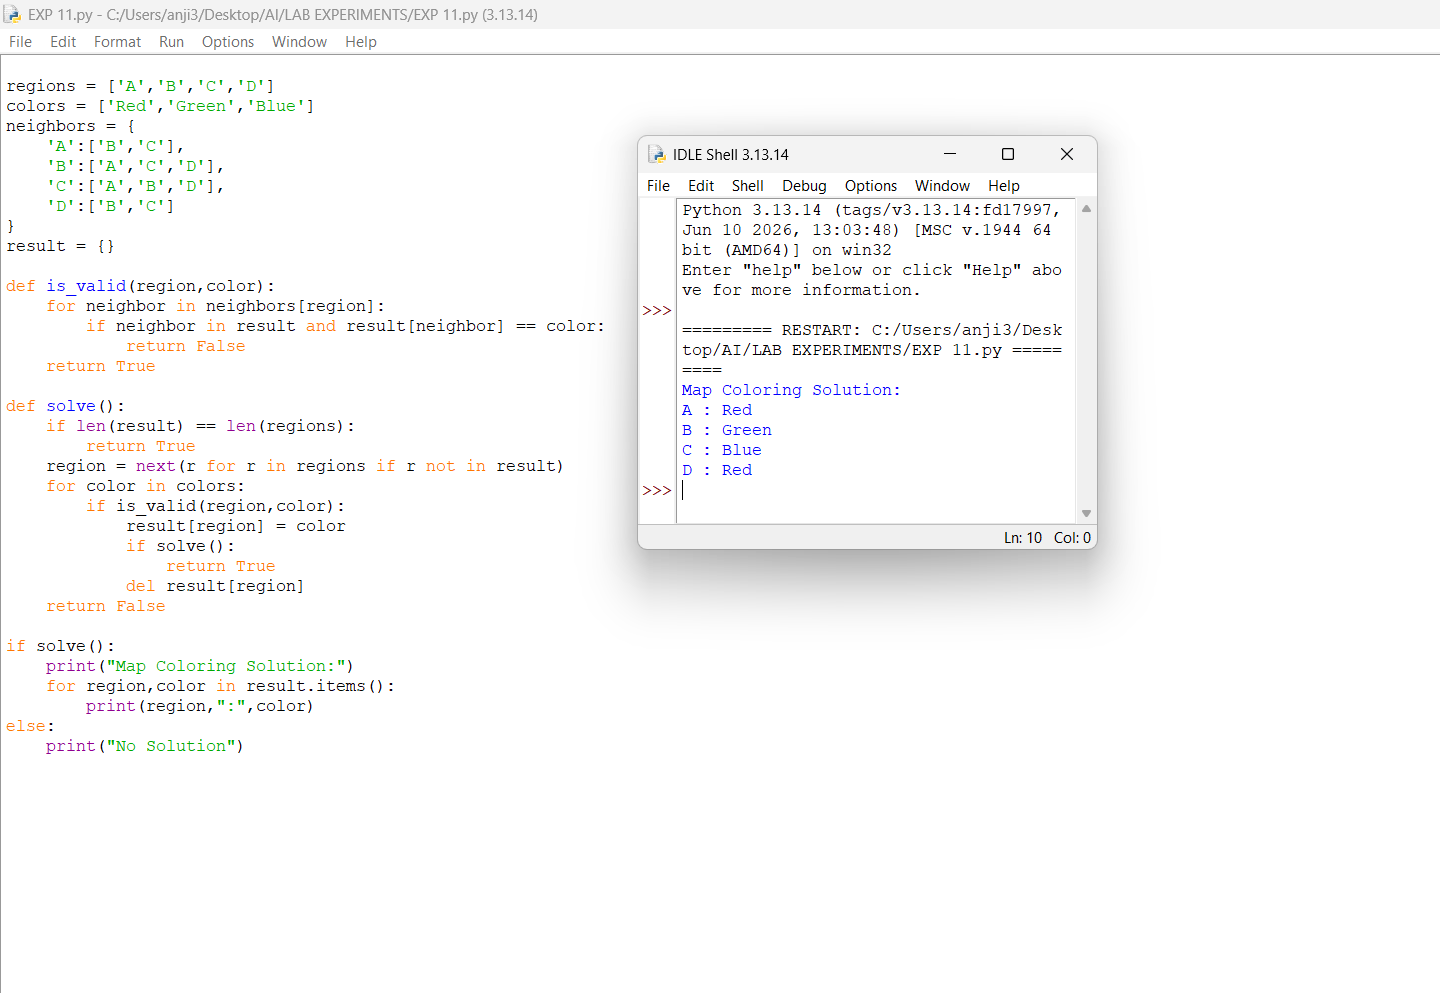 EXP 11.py - C:/Users/anji3/Desktop/AI/LAB EXPERIMENTS/EXP 11.py (3.13.14)
File Edit Format Run Options Window Help
regions = ['A','B','C','D']
colors = ['Red','Green','Blue']
neighbors = {
    'A':['B','C'],
    'B':['A','C','D'],
    'C':['A','B','D'],
    'D':['B','C']
}
result = {}
def is_valid(region,color):
    for neighbor in neighbors[region]:
        if neighbor in result and result[neighbor] == color:
            return False
    return True
def solve():
    if len(result) == len(regions):
        return True
    region = next(r for r in regions if r not in result)
    for color in colors:
        if is_valid(region,color):
            result[region] = color
            if solve():
                return True
            del result[region]
    return False
if solve():
    print("Map Coloring Solution:")
    for region,color in result.items():
        print(region,":",color)
else:
    print("No Solution")
IDLE Shell 3.13.14
File Edit Shell Debug Options Window Help
Python 3.13.14 (tags/v3.13.14:fd17997,
Jun 10 2026, 13:03:48) [MSC v.1944 64
bit (AMD64)] on win32
Enter "help" below or click "Help" abo
ve for more information.
>>>
========= RESTART: C:/Users/anji3/Desk
top/AI/LAB EXPERIMENTS/EXP 11.py =====
====
Map Coloring Solution:
A : Red
B : Green
C : Blue
D : Red
>>>
Ln: 10 Col: 0